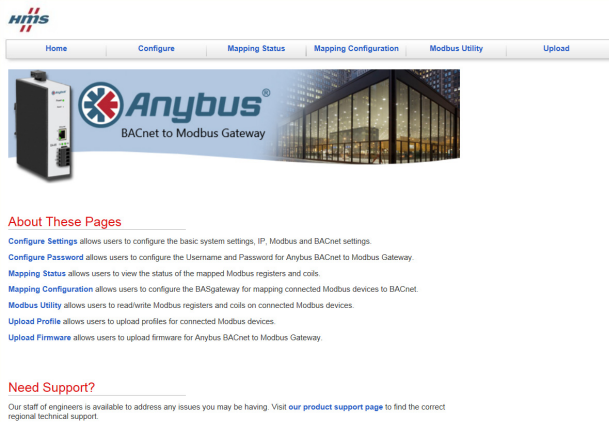 HMS
Home Configure Mapping Status Mapping Configuration Modbus Utility Upload
Anybus®
BACnet to Modbus Gateway
About These Pages
Configure Settings allows users to configure the basic system settings, IP, Modbus and BACnet settings.
Configure Password allows users to configure the Username and Password for Anybus BACnet to Modbus Gateway.
Mapping Status allows users to view the status of the mapped Modbus registers and coils.
Mapping Configuration allows users to configure the BASgateway for mapping connected Modbus devices to BACnet.
Modbus Utility allows users to read/write Modbus registers and coils on connected Modbus devices.
Upload Profile allows users to upload profiles for connected Modbus devices.
Upload Firmware allows users to upload firmware for Anybus BACnet to Modbus Gateway.
Need Support?
Our staff of engineers is available to address any issues you may be having. Visit our product support page to find the correct
regional technical support.